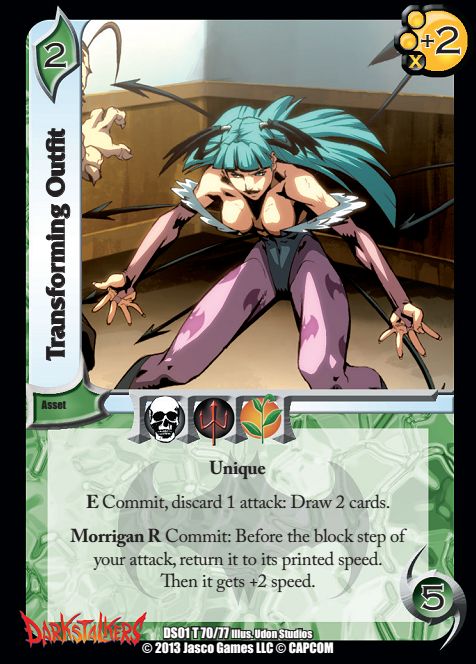 2
+2
X
Transforming Outfit
Asset
Unique
E Commit, discard 1 attack: Draw 2 cards.
Morrigan R Commit: Before the block step of
your attack, return it to its printed speed.
Then it gets +2 speed.
5
DARKSTALKERS
DS01 T 70/77 Illus. Udon Studios
© 2013 Jasco Games LLC © CAPCOM